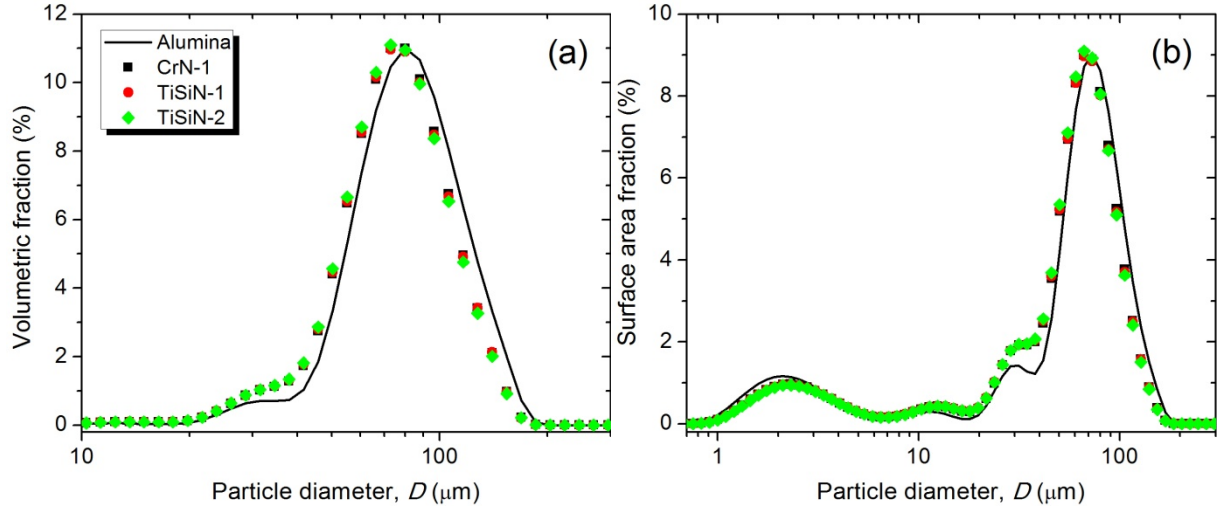 12
10
8
6
4
2
0
Volumetric fraction (%)
Alumina
CrN-1
TiSiN-1
TiSiN-2
(a)
10
100
Particle diameter, D (μm)
10
8
6
4
2
0
Surface area fraction (%)
(b)
1
10
100
Particle diameter, D (μm)